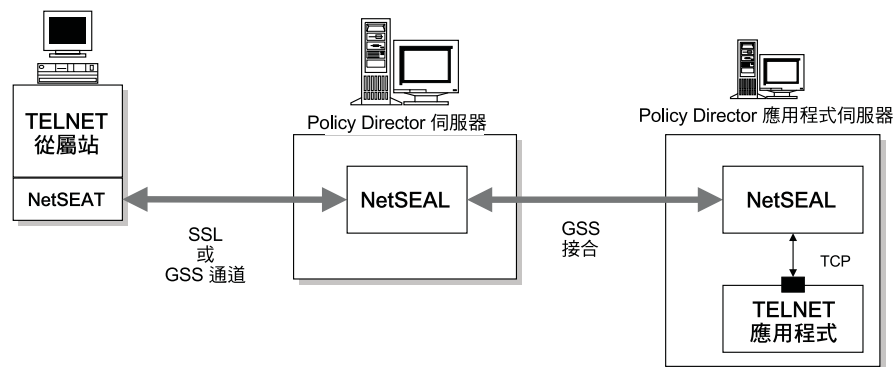 TELNET
從屬站
NetSEAT
SSL
或
GSS 通道
Policy Director 伺服器
NetSEAL
GSS
接合
Policy Director 應用程式伺服器
NetSEAL
TCP
TELNET
應用程式